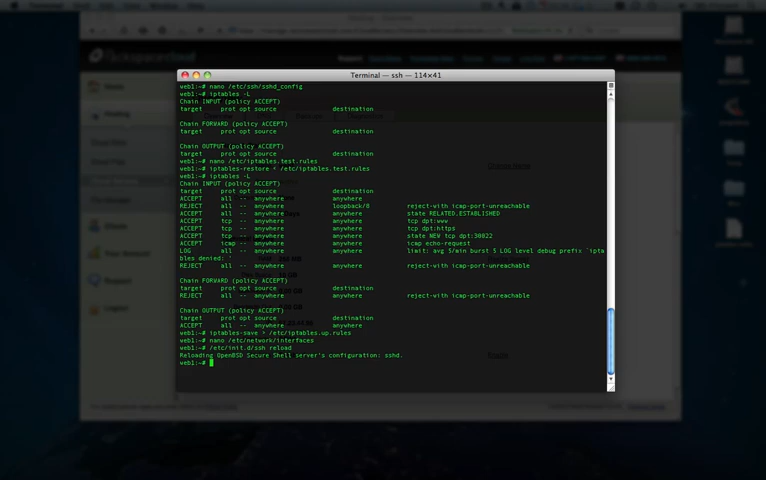 Terminal — ssh — 114×41
web1:~# nano /etc/ssh/sshd_config
web1:~# iptables -L
Chain INPUT (policy ACCEPT)
target prot opt source destination
Chain FORWARD (policy ACCEPT)
target prot opt source destination
Chain OUTPUT (policy ACCEPT)
target prot opt source destination
web1:~# nano /etc/iptables.test.rules
web1:~# iptables-restore < /etc/iptables.test.rules
web1:~# iptables -L
Chain INPUT (policy ACCEPT)
target prot opt source destination
ACCEPT all -- anywhere anywhere
REJECT all -- anywhere loopback/8 reject-with icmp-port-unreachable
ACCEPT all -- anywhere anywhere state RELATED,ESTABLISHED
ACCEPT tcp -- anywhere anywhere tcp dpt:www
ACCEPT tcp -- anywhere anywhere tcp dpt:https
ACCEPT tcp -- anywhere anywhere state NEW tcp dpt:30022
ACCEPT icmp -- anywhere anywhere icmp echo-request
LOG all -- anywhere anywhere limit: avg 5/min burst 5 LOG level debug prefix `ipta
bles denied: '
REJECT all -- anywhere anywhere reject-with icmp-port-unreachable
Chain FORWARD (policy ACCEPT)
target prot opt source destination
REJECT all -- anywhere anywhere reject-with icmp-port-unreachable
Chain OUTPUT (policy ACCEPT)
target prot opt source destination
ACCEPT all -- anywhere anywhere
web1:~# iptables-save > /etc/iptables.up.rules
web1:~# nano /etc/network/interfaces
web1:~# /etc/init.d/ssh reload
Reloading OpenBSD Secure Shell server's configuration: sshd.
web1:~#